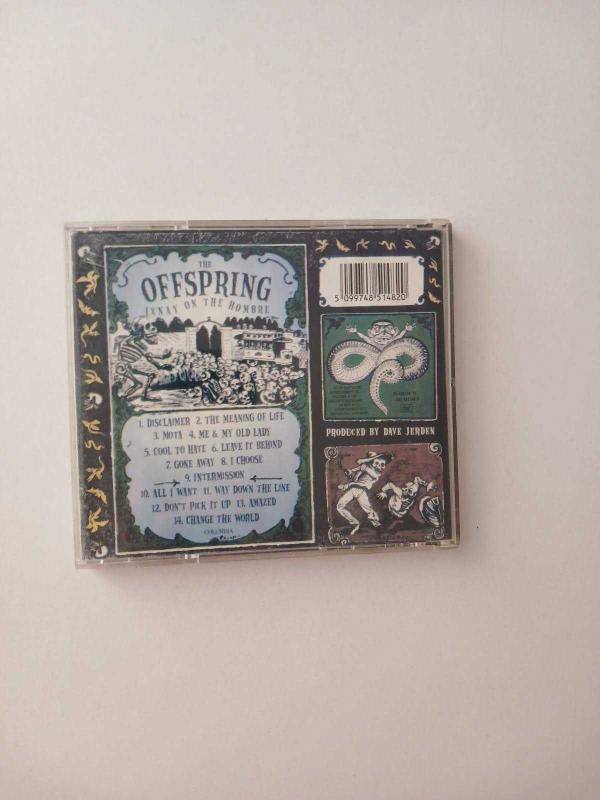 THE
OFFSPRING
IXNAY ON THE HOMBRE
1. DISCLAIMER 2. THE MEANING OF LIFE
3. MOTA 4. ME & MY OLD LADY
5. COOL TO HATE 6. LEAVE IT BEHIND
7. GONE AWAY 8. I CHOOSE
9. INTERMISSION
10. ALL I WANT 11. WAY DOWN THE LINE
12. DON'T PICK IT UP 13. AMAZED
14. CHANGE THE WORLD
COLUMBIA
5 099748 514820
PRODUCED BY DAVE JERDEN